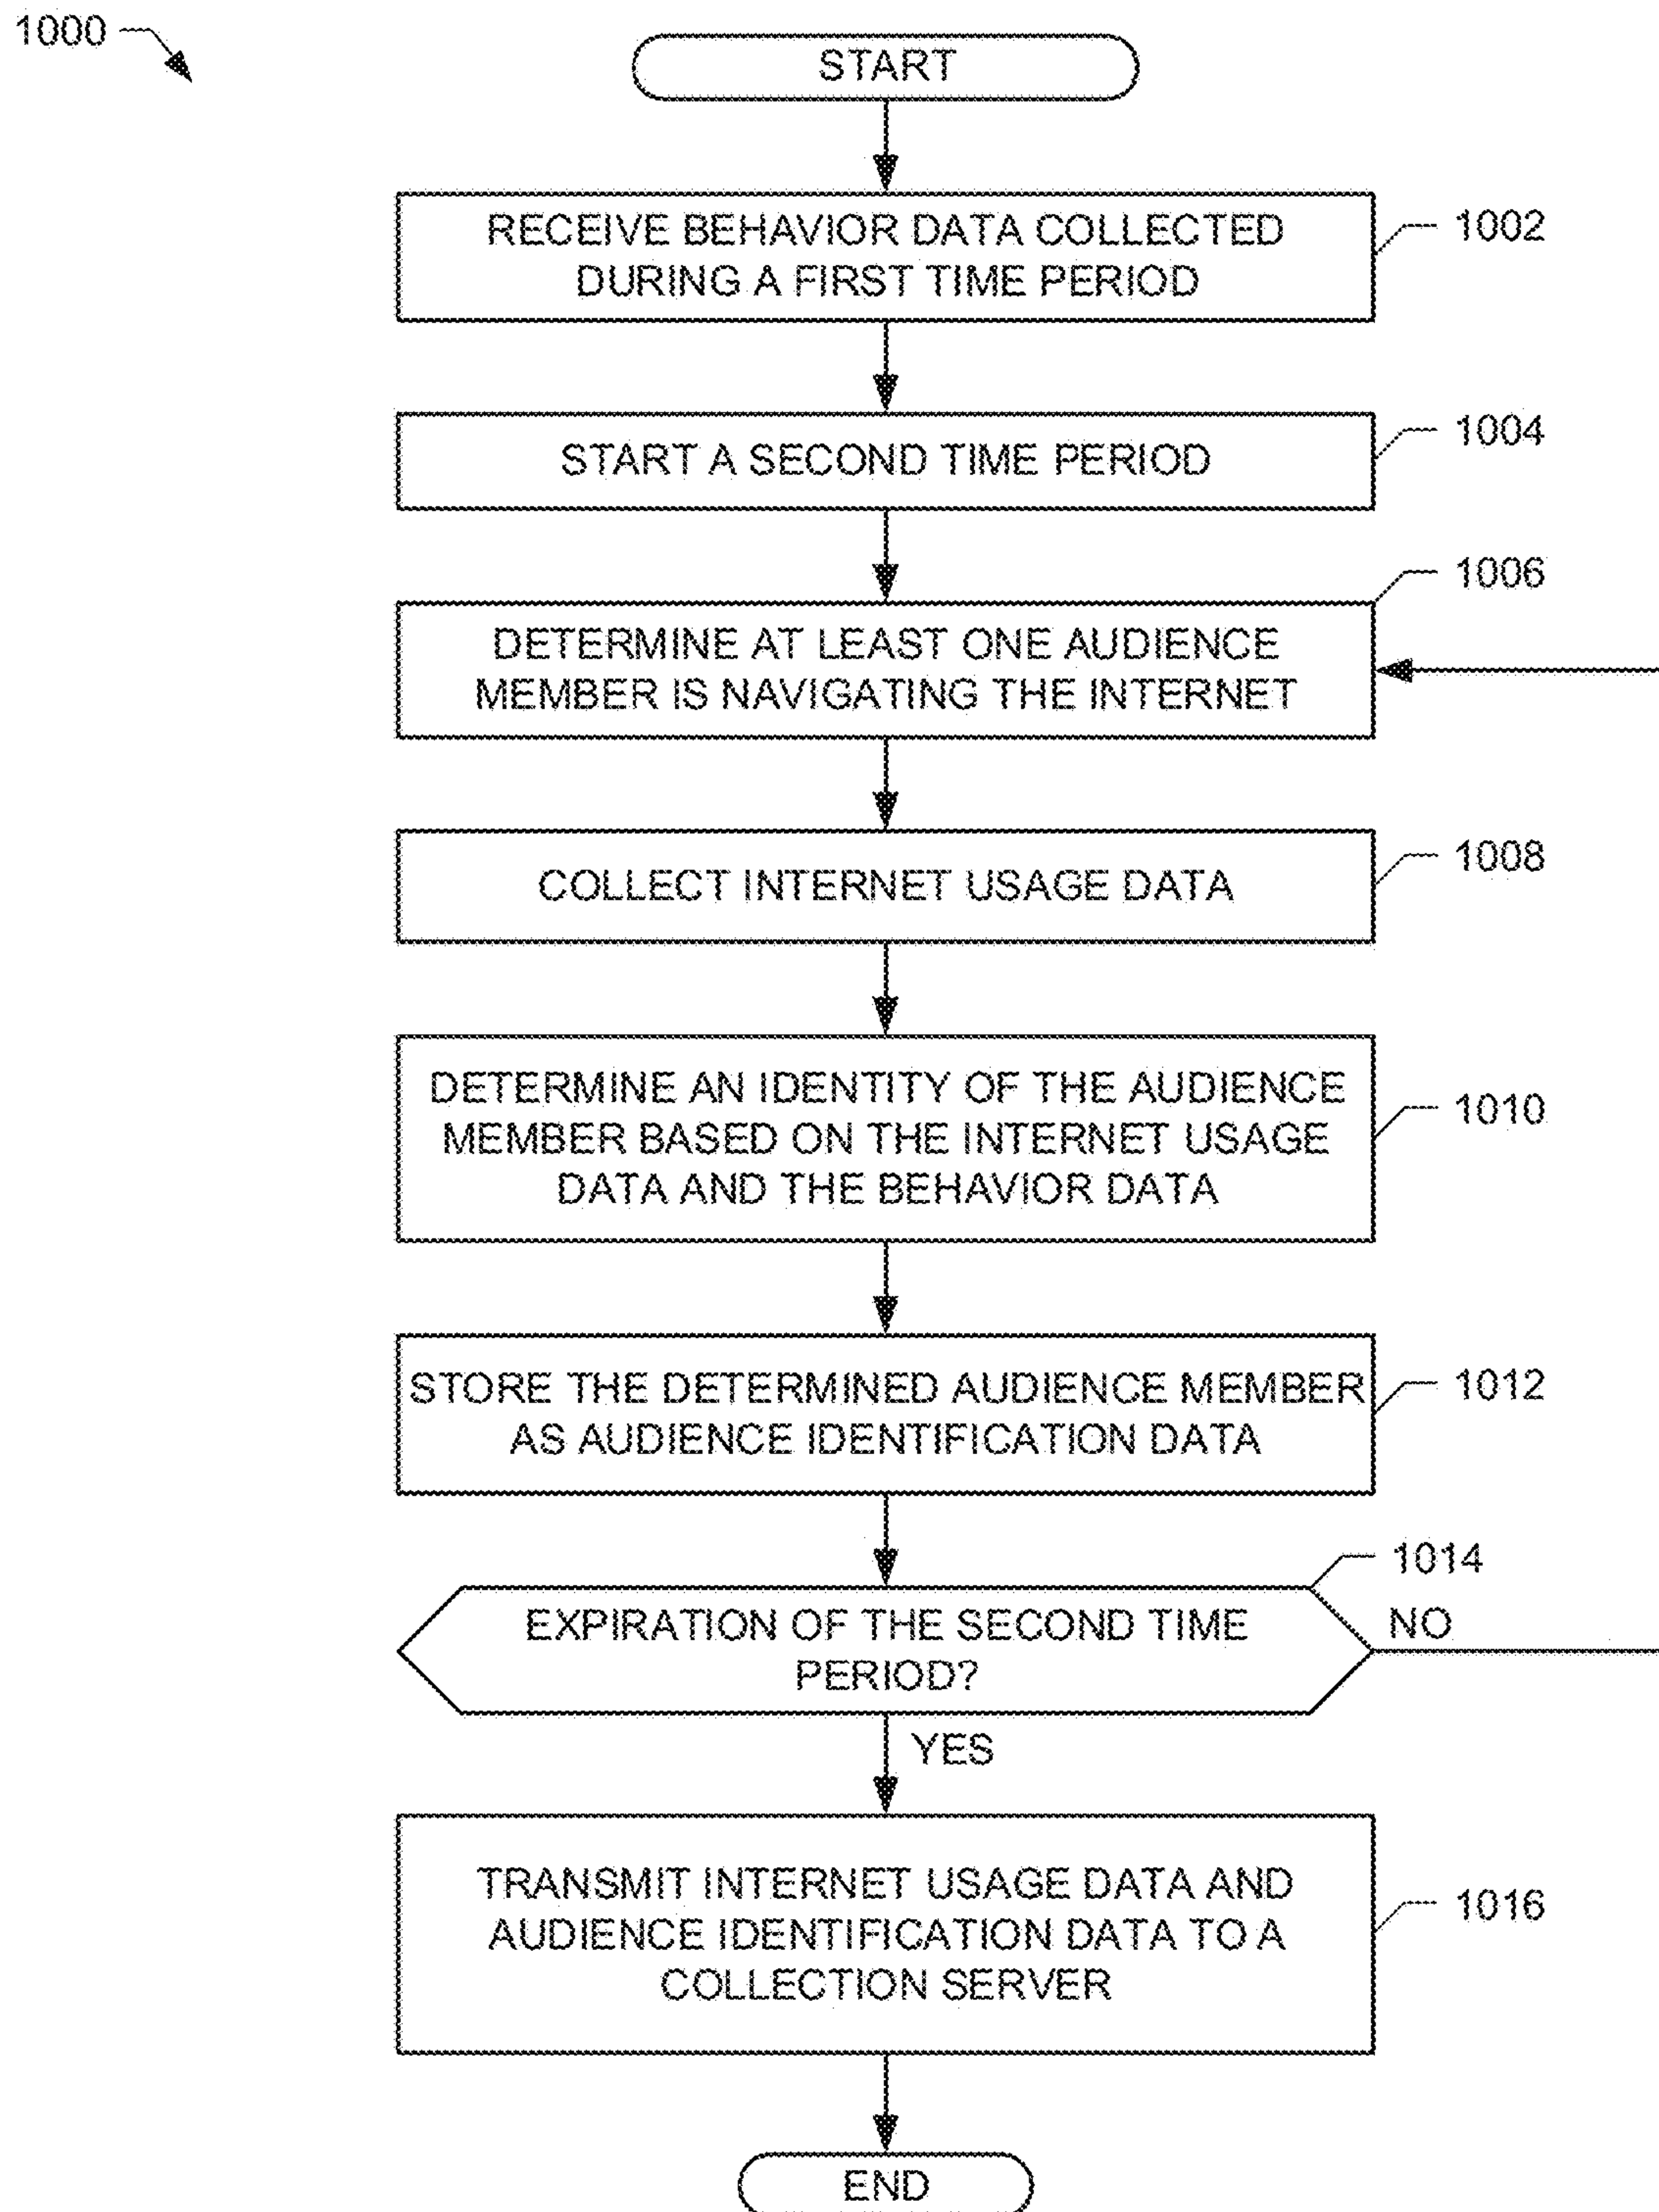 1000
START
RECEIVE BEHAVIOR DATA COLLECTED
DURING A FIRST TIME PERIOD
1002
START A SECOND TIME PERIOD
1004
1006
DETERMINE AT LEAST ONE AUDIENCE
MEMBER IS NAVIGATING THE INTERNET
COLLECT INTERNET USAGE DATA
1008
DETERMINE AN IDENTITY OF THE AUDIENCE
MEMBER BASED ON THE INTERNET USAGE
DATA AND THE BEHAVIOR DATA
1010
STORE THE DETERMINED AUDIENCE MEMBER
AS AUDIENCE IDENTIFICATION DATA
1012
1014
EXPIRATION OF THE SECOND TIME
PERIOD?
NO
YES
TRANSMIT INTERNET USAGE DATA AND
AUDIENCE IDENTIFICATION DATA TO A
COLLECTION SERVER
1016
END